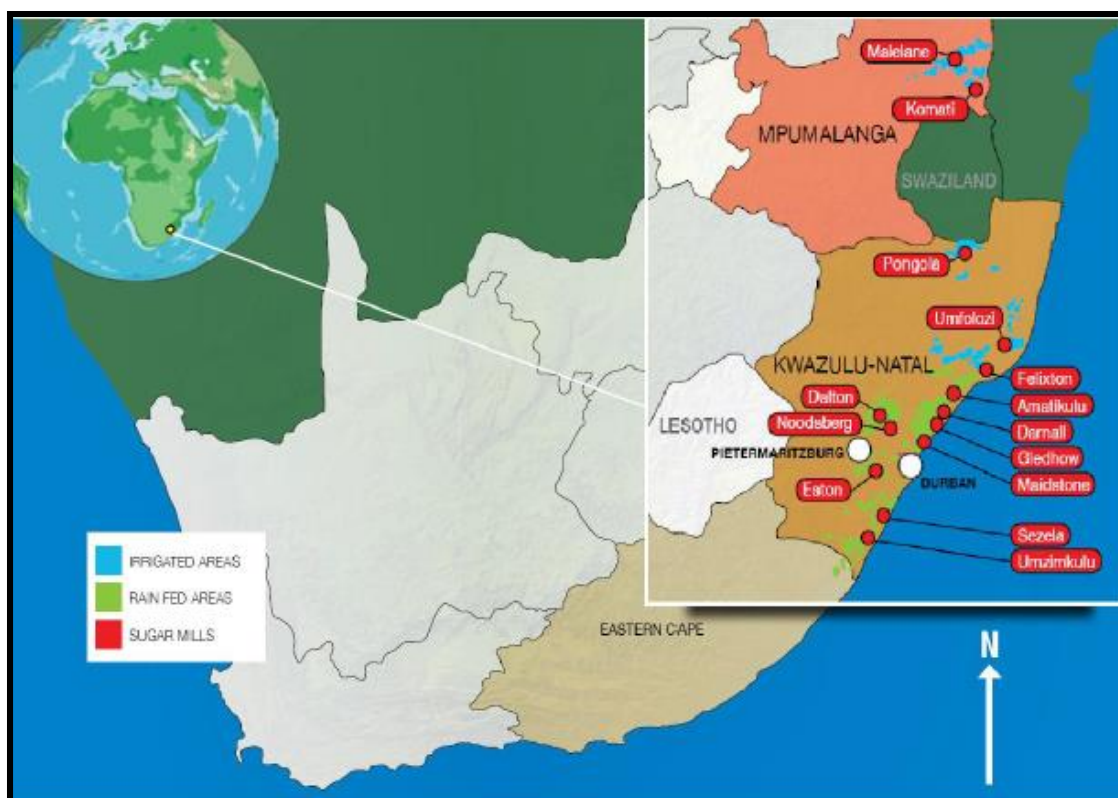 Malelane
Komati
MPUMALANGA
SWAZILAND
Pongola
Umfolozi
KWAZULU-NATAL
Felixton
Dalton
Amatikulu
LESOTHO
Noodsberg
Darnall
PIETERMARITZBURG
Gledhow
Eston
DURBAN
Maidstone
Sezela
Umzimkulu
IRRIGATED AREAS
RAIN FED AREAS
SUGAR MILLS
EASTERN CAPE
N